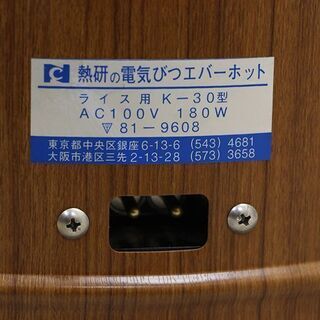 熱研の電気びつエバーホット
ライス用 K-30型
AC100V 180W
▽81-9608
東京都中央区銀座6-13-6 (543) 4681
大阪市港区三先2-13-28 (573) 3658